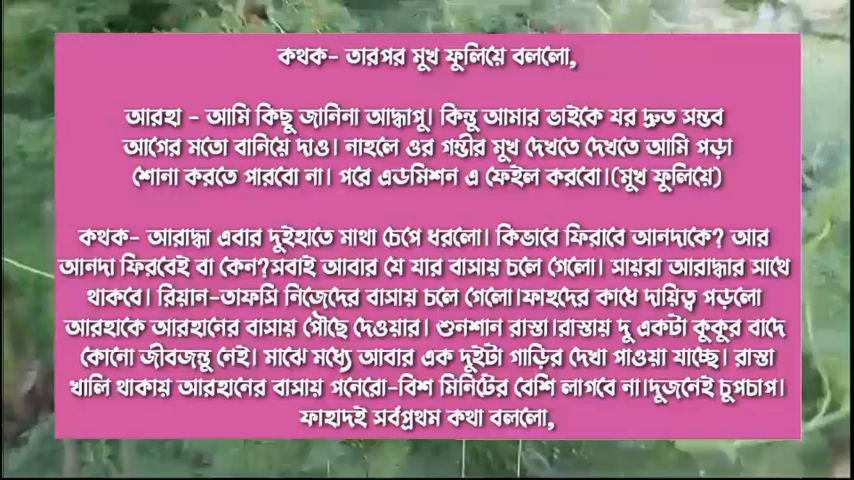 কথক- তারপর মুখ ফুলিয়ে বললো,
আরহা - আমি কিছু জানিনা আদ্ধাপু। কিন্তু আমার ভাইকে যর দ্রুত সম্ভব
আগের মতো বানিয়ে দাও। নাহলে ওর গম্ভীর মুখ দেখতে দেখতে আমি পড়া
শোনা করতে পারবো না। পরে এডমিশন এ ফেইল করবো।(মুখ ফুলিয়ে)
কথক- আরাদ্ধা এবার দুইহাতে মাথা চেপে ধরলো। কিভাবে ফিরাবে আনদাকে? আর
আনদা ফিরবেই বা কেন?সবাই আবার যে যার বাসায় চলে গেলো। সায়রা আরাদ্ধার সাথে
থাকবে। রিয়ান-তাফসি নিজেদের বাসায় চলে গেলো।ফাহদের কাধে দায়িত্ব পড়লো
আরহাকে আরহানের বাসায় পৌছে দেওয়ার। শুনশান রাস্তা।রাস্তায় দু একটা কুকুর বাদে
কোনো জীবজন্তু নেই। মাঝে মধ্যে আবার এক দুইটা গাড়ির দেখা পাওয়া যাচ্ছে। রাস্তা
খালি থাকায় আরহানের বাসায় পনেরো-বিশ মিনিটের বেশি লাগবে না।দুজনেই চুপচাপ।
ফাহাদই সর্বপ্রথম কথা বললো,